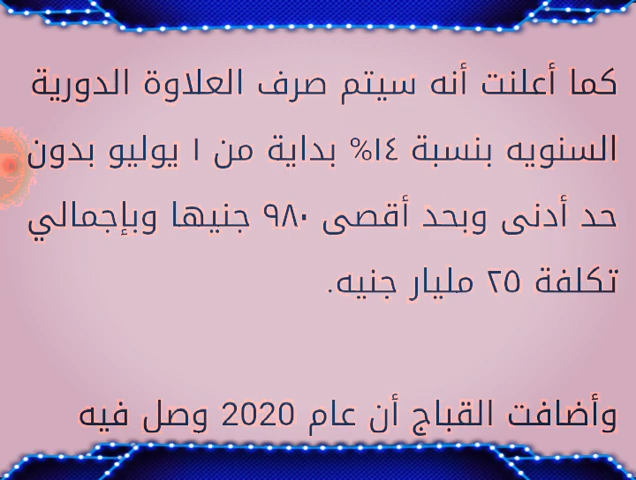 كما أعلنت أنه سيتم صرف العلاوة الدورية
السنويه بنسبة ١٤% بداية من ١ يوليو بدون
حد أدنى وبحد أقصى ٩٨٠ جنيها وبإجمالي
تكلفة ٢٥ مليار جنيه.
وأضافت القباج أن عام 2020 وصل فيه